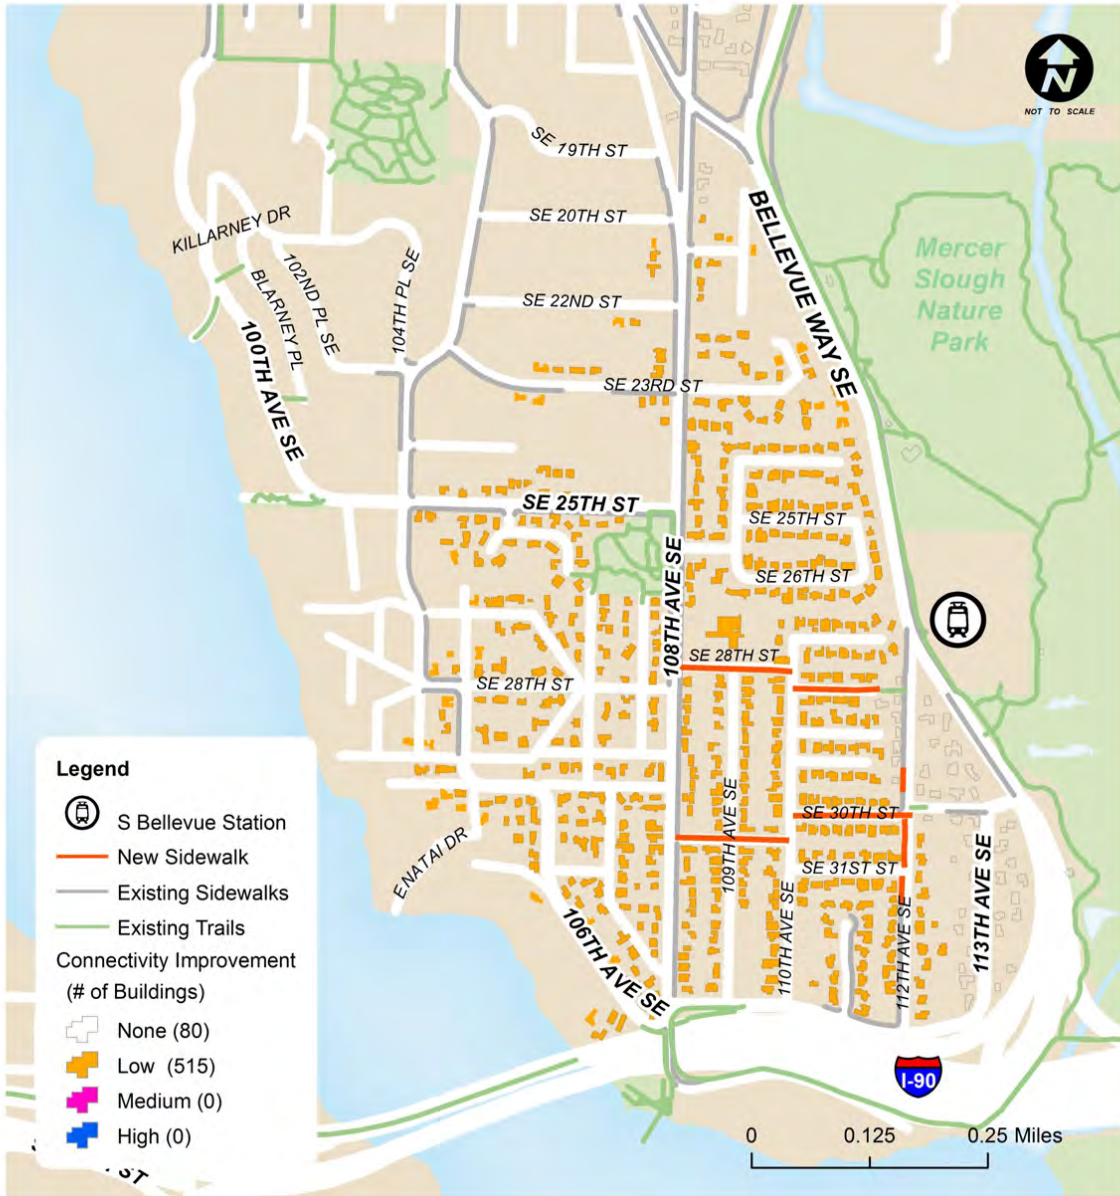 N
NOT TO SCALE
SE 19TH ST
SE 20TH ST
KILLARNEY DR
BELLEVUE WAY SE
Mercer
Slough
Nature
Park
102ND PL SE
104TH PL SE
BLARNEY PL
SE 22ND ST
100TH AVE SE
SE 23RD ST
SE 25TH ST
SE 25TH ST
SE 26TH ST
108TH AVE SE
SE 28TH ST
SE 28TH ST
109TH AVE SE
SE 30TH ST
ENATAI DR
SE 31ST ST
113TH AVE SE
106TH AVE SE
110TH AVE SE
112TH AVE SE
I-90
Legend
S Bellevue Station
New Sidewalk
Existing Sidewalks
Existing Trails
Connectivity Improvement
(# of Buildings)
None (80)
Low (515)
Medium (0)
High (0)
ST
0 0.125 0.25 Miles